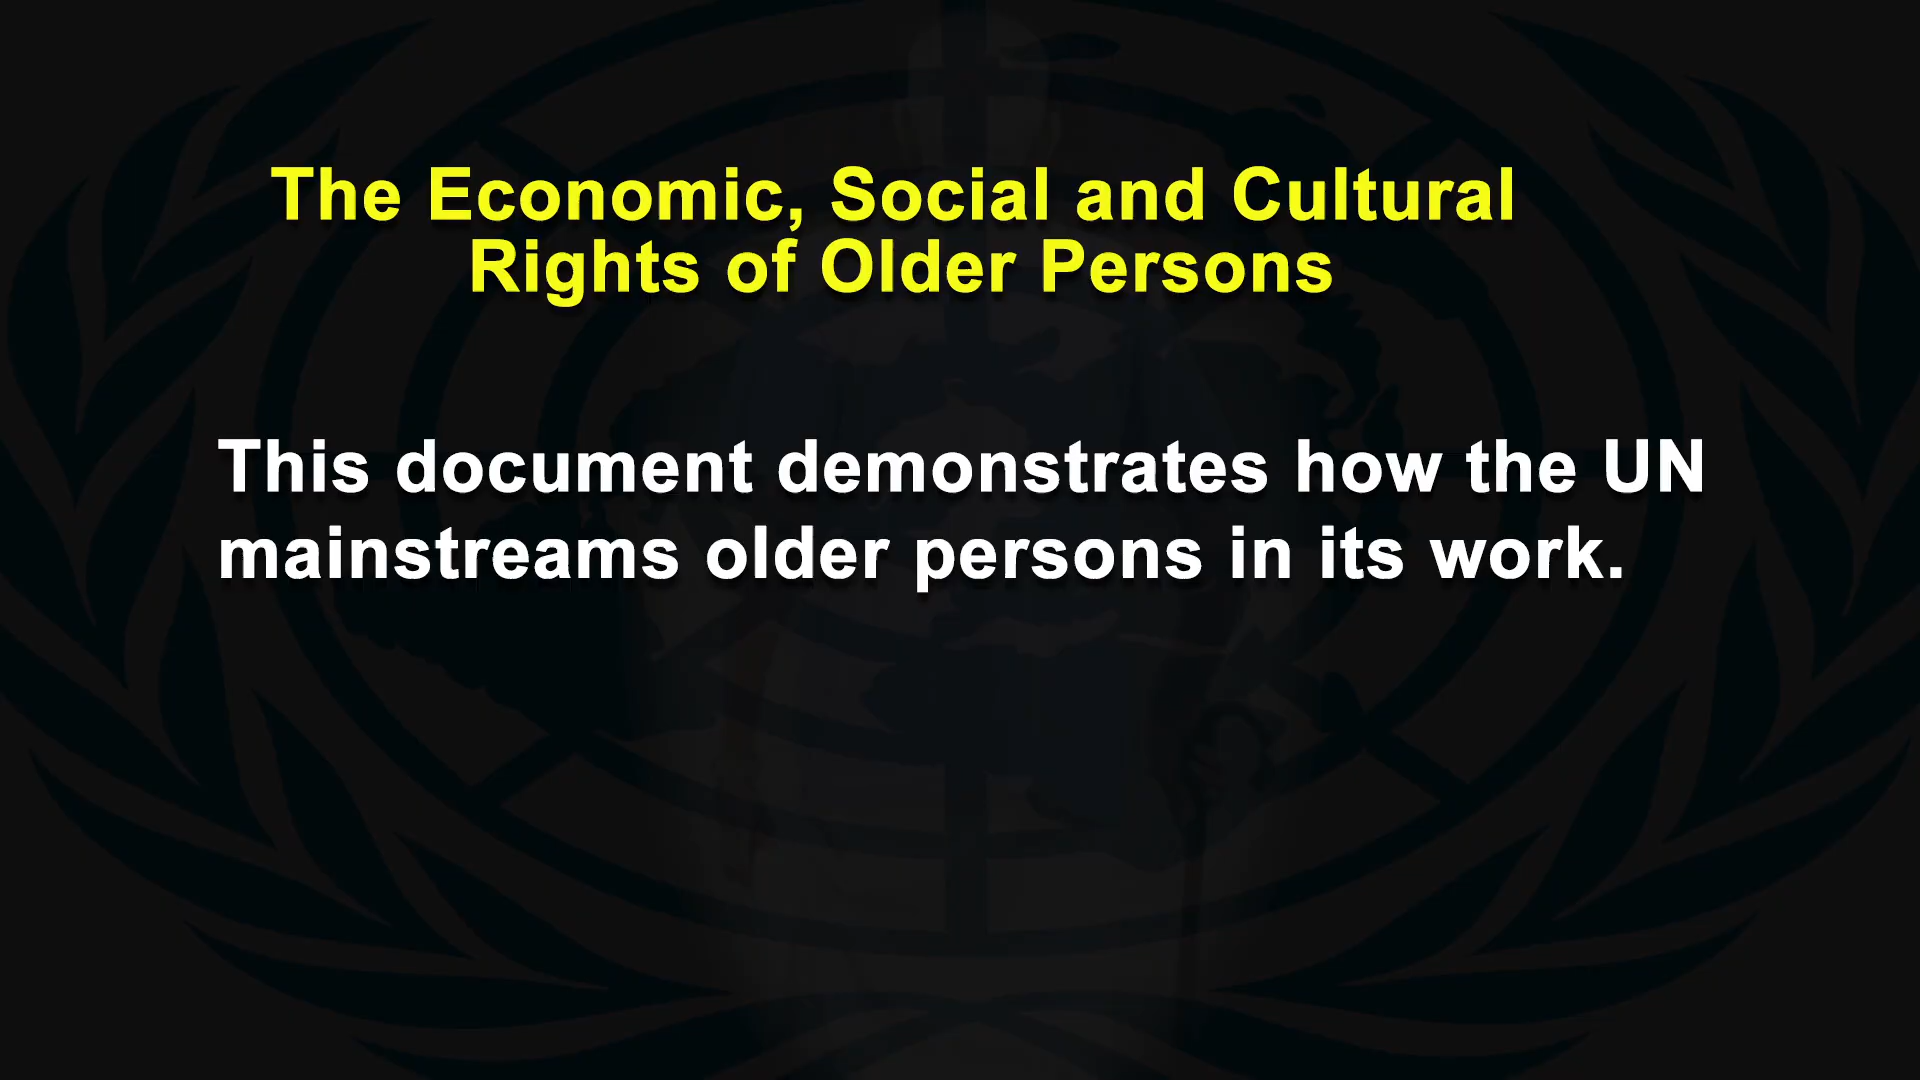 The Economic, Social and Cultural
Rights of Older Persons
This document demonstrates how the UN
mainstreams older persons in its work.